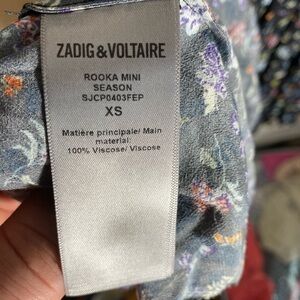 ZADIG & VOLTAIRE
ROOKA MINI
SEASON
SJCP0403FEP
XS
Matière principale/ Main
material:
100% Viscose/ Viscose